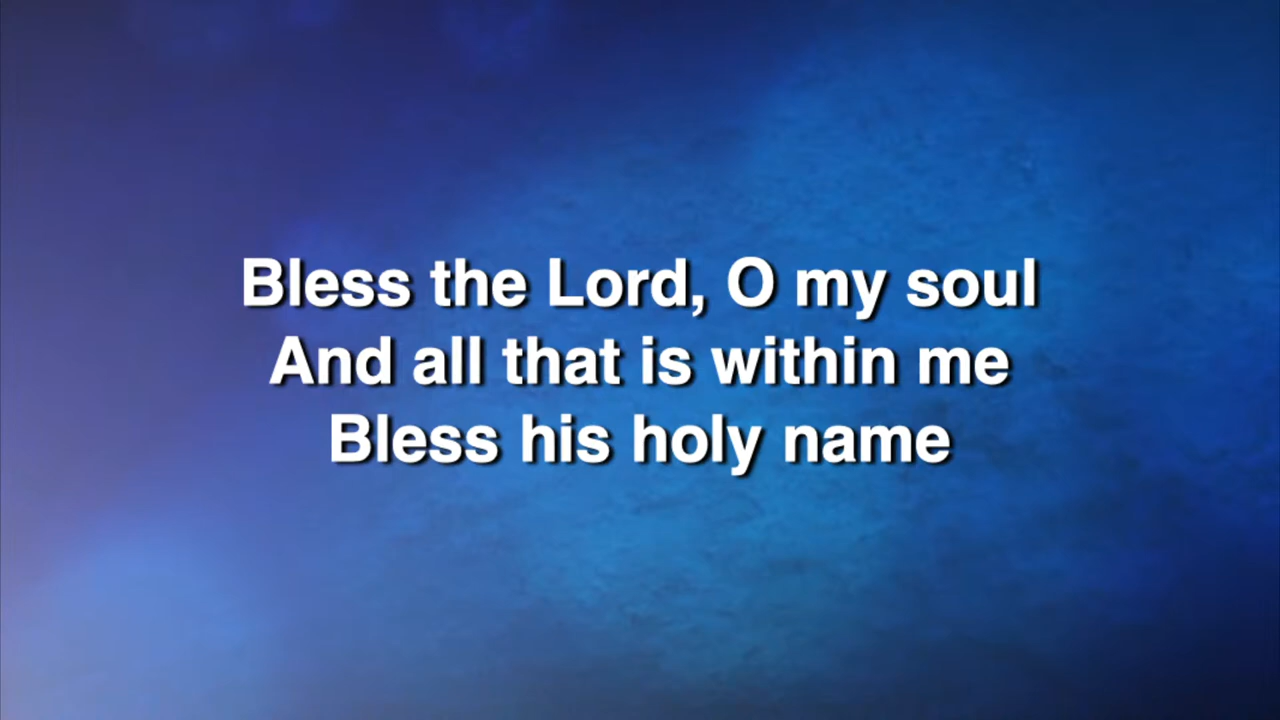 Bless the Lord, O my soul
And all that is within me
Bless his holy name